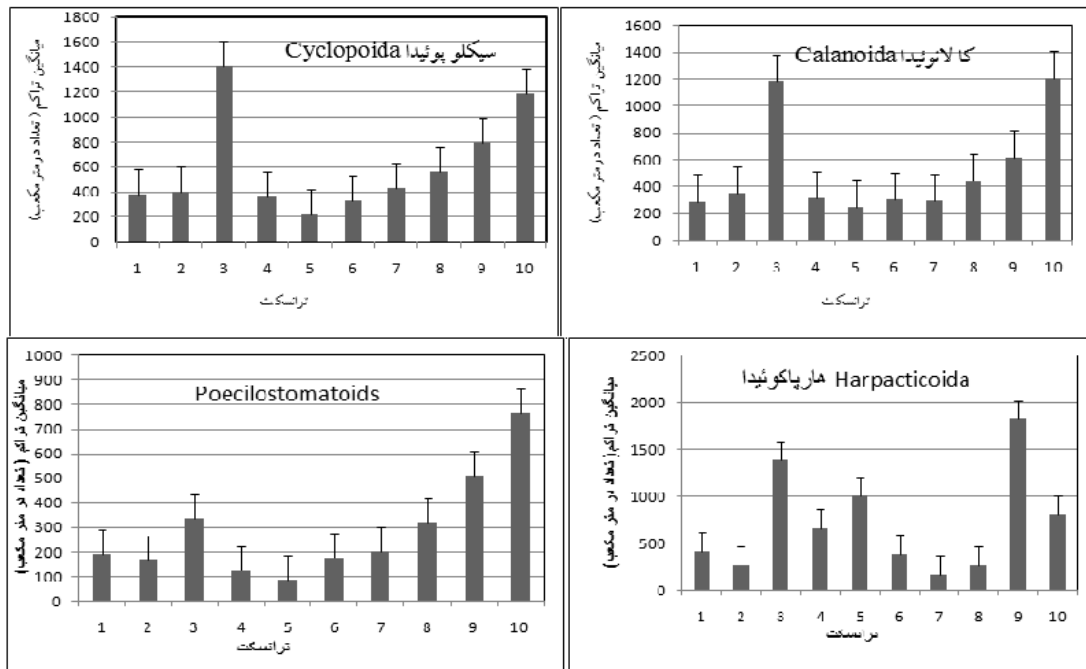 سیکلو پوئیدا Cyclopoida
میانگین تراکم ( تعداد در متر مکعب)
1800
1600
1400
1200
1000
800
600
400
200
0
1 2 3 4 5 6 7 8 9 10
ترانسکت
کا لانوئیدا Calanoida
میانگین تراکم ( تعداد در متر مکعب)
1600
1400
1200
1000
800
600
400
200
0
1 2 3 4 5 6 7 8 9 10
ترانسکت
Poecilostomatoids
میانگین تراکم ( تعداد در متر مکعب)
1000
900
800
700
600
500
400
300
200
100
0
1 2 3 4 5 6 7 8 9 10
ترانسکت
هارپاکوئیدا Harpacticoida
میانگین تراکم( تعداد در متر مکعب)
2500
2000
1500
1000
500
0
1 2 3 4 5 6 7 8 9 10
ترانسکت